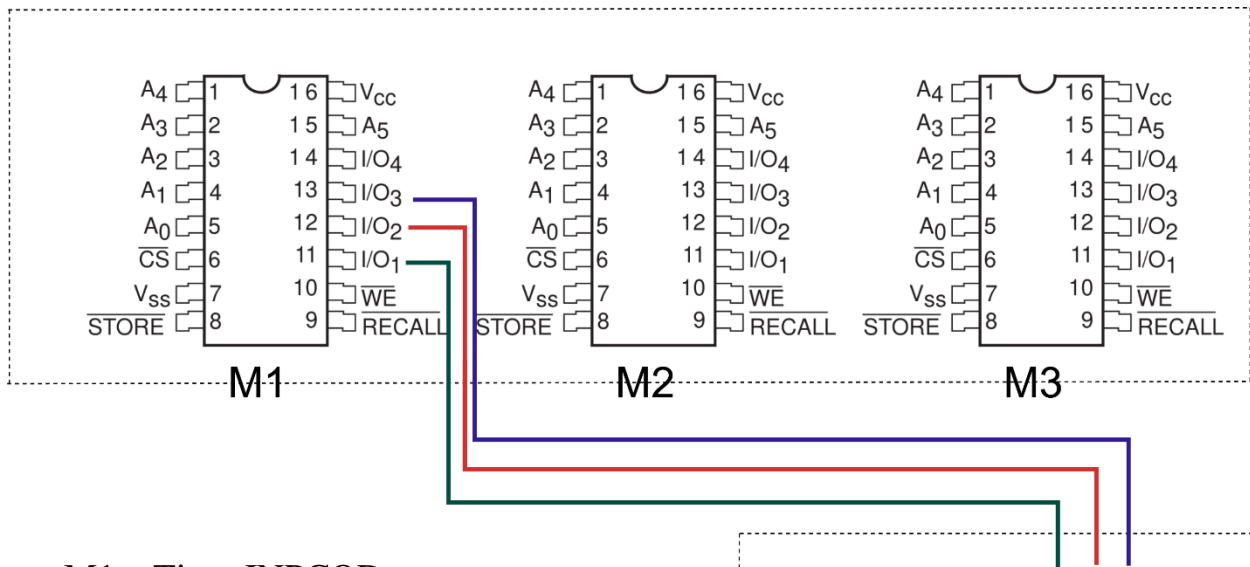 A4 1 16 VCC A4 1 16 VCC A4 1 16 VCC
A3 2 15 A5 A3 2 15 A5 A3 2 15 A5
A2 3 14 I/O4 A2 3 14 I/O4 A2 3 14 I/O4
A1 4 13 I/O3 A1 4 13 I/O3 A1 4 13 I/O3
A0 5 12 I/O2 A0 5 12 I/O2 A0 5 12 I/O2
CS 6 11 I/O1 CS 6 11 I/O1 CS 6 11 I/O1
VSS 7 10 WE VSS 7 10 WE VSS 7 10 WE
STORE 8 9 RECALL STORE 8 9 RECALL STORE 8 9 RECALL
M1 M2 M3